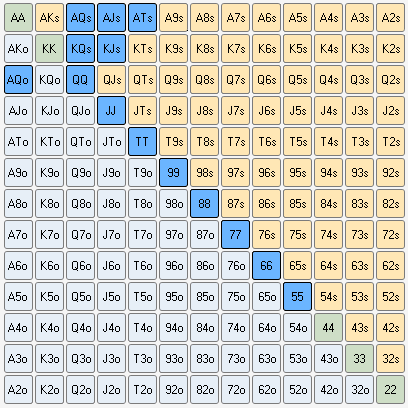 AA AKs AQs AJs ATs A9s A8s A7s A6s A5s A4s A3s A2s
AKo KK KQs KJs KTs K9s K8s K7s K6s K5s K4s K3s K2s
AQo KQo QQ QJs QTs Q9s Q8s Q7s Q6s Q5s Q4s Q3s Q2s
AJo KJo QJo JJ JTs J9s J8s J7s J6s J5s J4s J3s J2s
ATo KTo QTo JTo TT T9s T8s T7s T6s T5s T4s T3s T2s
A9o K9o Q9o J9o T9o 99 98s 97s 96s 95s 94s 93s 92s
A8o K8o Q8o J8o T8o 98o 88 87s 86s 85s 84s 83s 82s
A7o K7o Q7o J7o T7o 97o 87o 77 76s 75s 74s 73s 72s
A6o K6o Q6o J6o T6o 96o 86o 76o 66 65s 64s 63s 62s
A5o K5o Q5o J5o T5o 95o 85o 75o 65o 55 54s 53s 52s
A4o K4o Q4o J4o T4o 94o 84o 74o 64o 54o 44 43s 42s
A3o K3o Q3o J3o T3o 93o 83o 73o 63o 53o 43o 33 32s
A2o K2o Q2o J2o T2o 92o 82o 72o 62o 52o 42o 32o 22